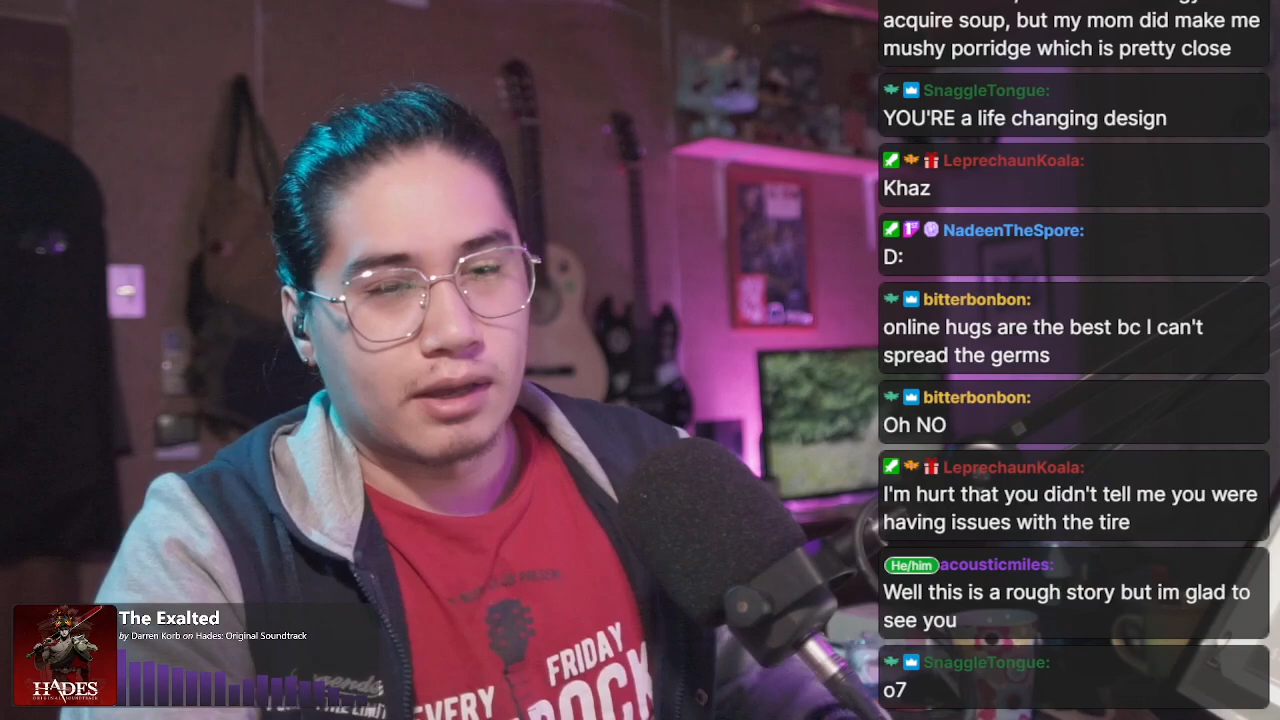 acquire soup, but my mom did make me
mushy porridge which is pretty close
SnaggleTongue:
YOU'RE a life changing design
LeprechaunKoala:
Khaz
NadeenTheSpore:
D:
bitterbonbon:
online hugs are the best bc I can't
spread the germs
bitterbonbon:
Oh NO
LeprechaunKoala:
I'm hurt that you didn't tell me you were
having issues with the tire
He/him acousticmiles:
Well this is a rough story but im glad to
see you
SnaggleTongue:
o7
The Exalted
by Darren Korb on Hades: Original Soundtrack
HADES
ORIGINAL SOUNDTRACK
FRIDAY
EVERY
ROCK